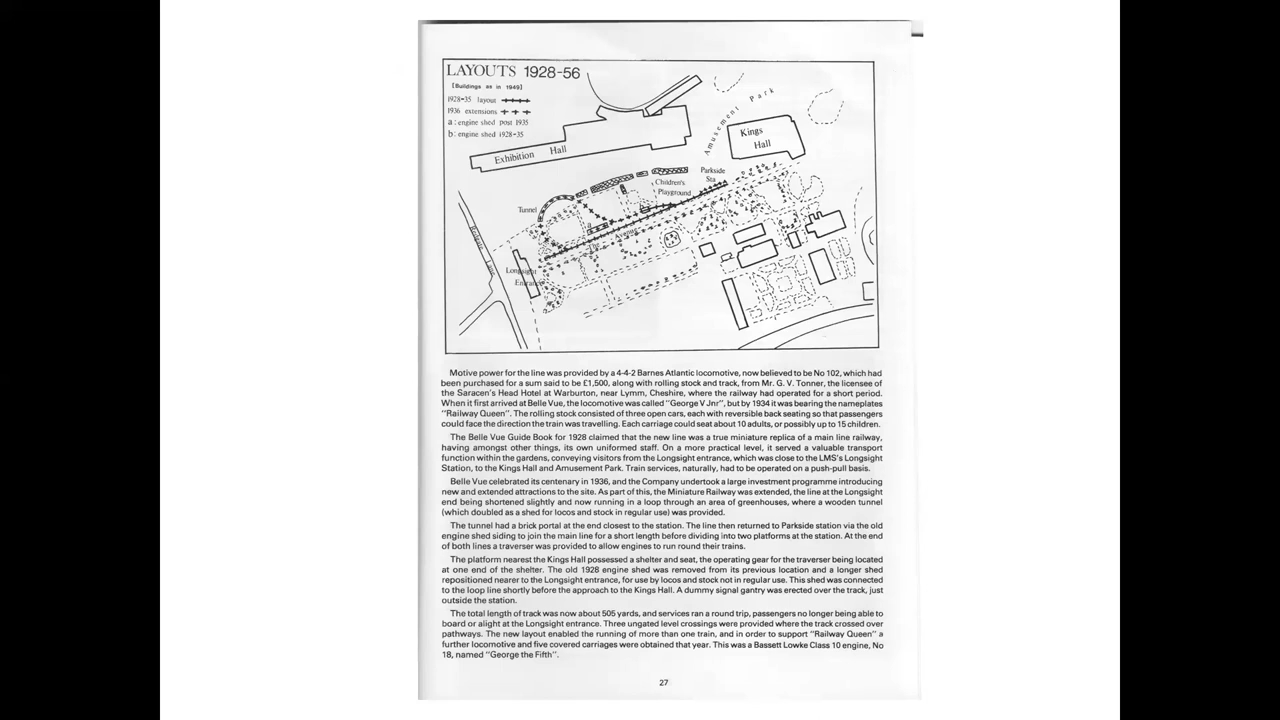 LAYOUTS 1928-56
[Buildings as in 1949]
1928-35 layout
1936 extensions
a : engine shed post 1935
b : engine shed 1928-35
Exhibition Hall
Amusement Park
Kings
Hall
Parkside
Sta
Children's
Playground
Tunnel
a
b
The Avenue
Longsight
Entrance
Lane
Motive power for the line was provided by a 4-4-2 Barnes Atlantic locomotive, now believed to be No 102, which had
been purchased for a sum said to be £1,500, along with rolling stock and track, from Mr. G. V. Tonner, the licensee of
the Saracen's Head Hotel at Warburton, near Lymm, Cheshire, where the railway had operated for a short period.
When it first arrived at Belle Vue, the locomotive was called "George V Jnr", but by 1934 it was bearing the nameplates
"Railway Queen". The rolling stock consisted of three open cars, each with reversible back seating so that passengers
could face the direction the train was travelling. Each carriage could seat about 10 adults, or possibly up to 15 children.
The Belle Vue Guide Book for 1928 claimed that the new line was a true miniature replica of a main line railway,
having amongst other things, its own uniformed staff. On a more practical level, it served a valuable transport
function within the gardens, conveying visitors from the Longsight entrance, which was close to the LMS's Longsight
Station, to the Kings Hall and Amusement Park. Train services, naturally, had to be operated on a push-pull basis.
Belle Vue celebrated its centenary in 1936, and the Company undertook a large investment programme introducing
new and extended attractions to the site. As part of this, the Miniature Railway was extended, the line at the Longsight
end being shortened slightly and now running in a loop through an area of greenhouses, where a wooden tunnel
(which doubled as a shed for locos and stock in regular use) was provided.
The tunnel had a brick portal at the end closest to the station. The line then returned to Parkside station via the old
engine shed siding to join the main line for a short length before dividing into two platforms at the station. At the end
of both lines a traverser was provided to allow engines to run round their trains.
The platform nearest the Kings Hall possessed a shelter and seat, the operating gear for the traverser being located
at one end of the shelter. The old 1928 engine shed was removed from its previous location and a longer shed
repositioned nearer to the Longsight entrance, for use by locos and stock not in regular use. This shed was connected
to the loop line shortly before the approach to the Kings Hall. A dummy signal gantry was erected over the track, just
outside the station.
The total length of track was now about 505 yards, and services ran a round trip, passengers no longer being able to
board or alight at the Longsight entrance. Three ungated level crossings were provided where the track crossed over
pathways. The new layout enabled the running of more than one train, and in order to support "Railway Queen" a
further locomotive and five covered carriages were obtained that year. This was a Bassett Lowke Class 10 engine, No
18, named "George the Fifth".
27